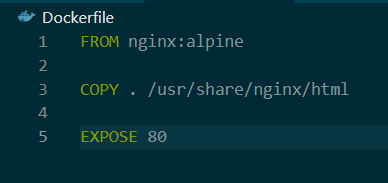 Dockerfile
1 FROM nginx:alpine
2
3 COPY . /usr/share/nginx/html
4
5 EXPOSE 80